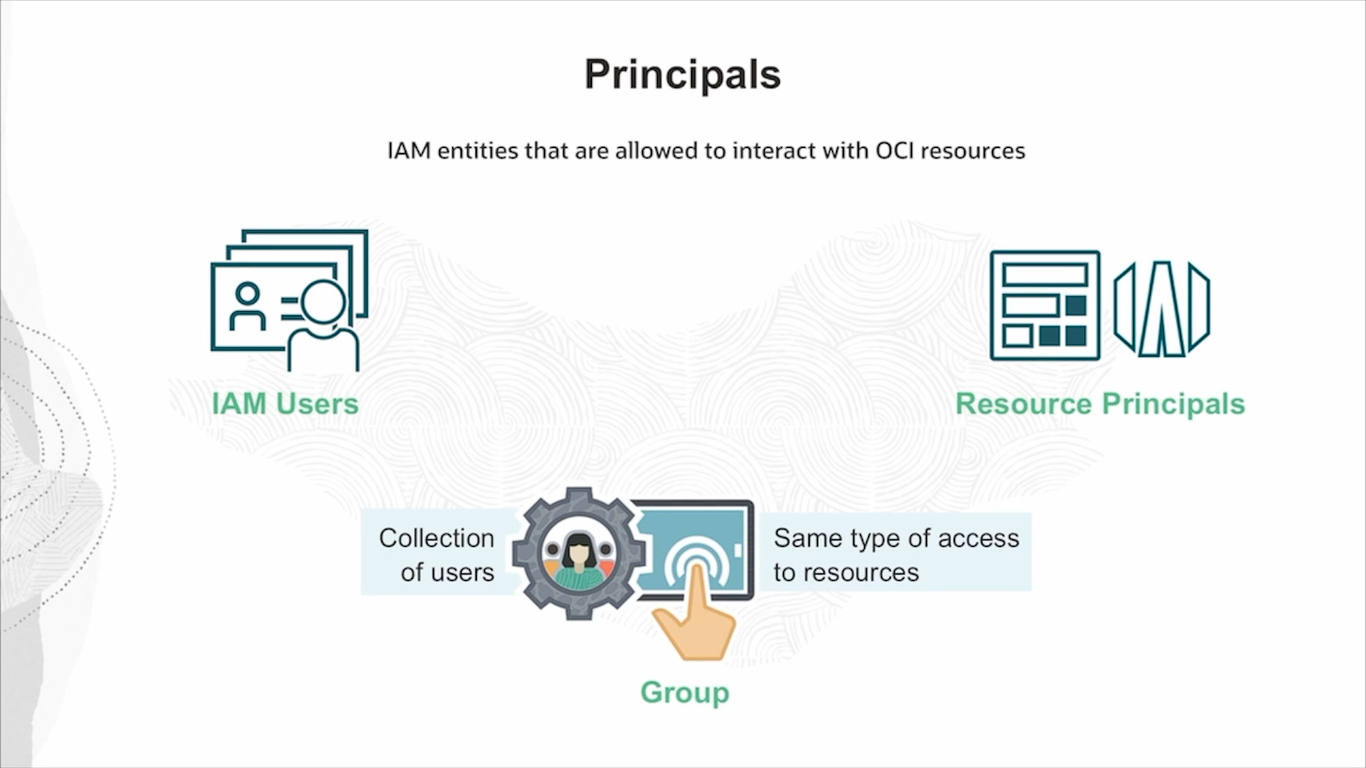 Principals
IAM entities that are allowed to interact with OCI resources
IAM Users
Resource Principals
Collection
of users
Same type of access
to resources
Group